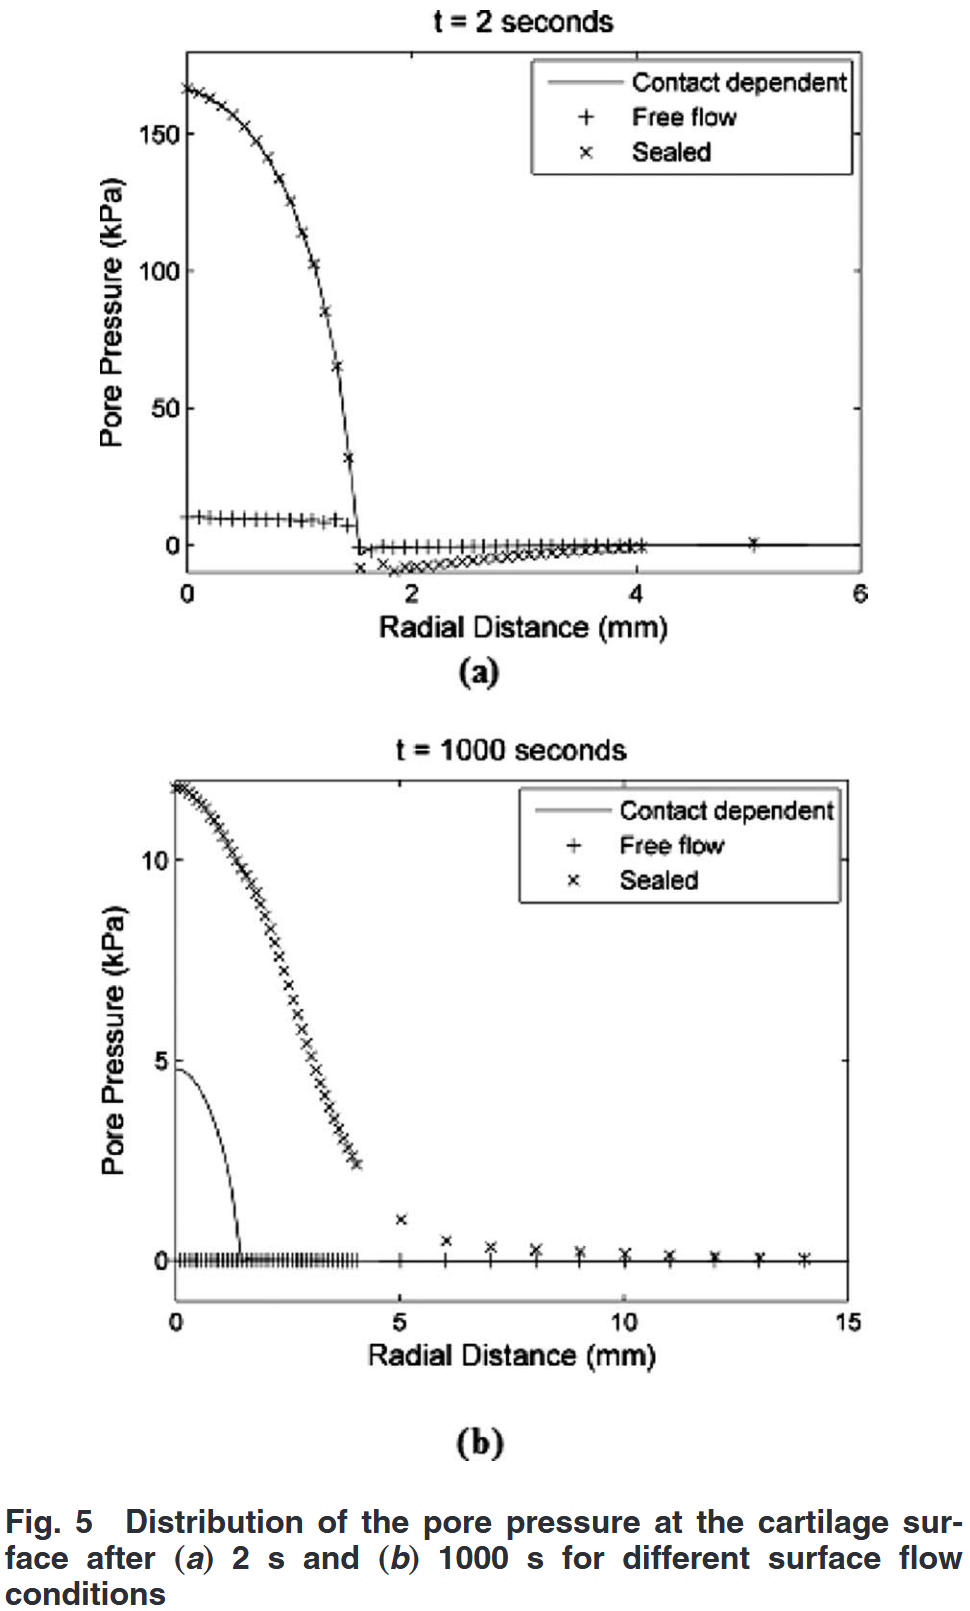 t = 2 seconds
Contact dependent
Free flow
Sealed
150
100
50
0
Pore Pressure (kPa)
0 2 4 6
Radial Distance (mm)
(a)
t = 1000 seconds
Contact dependent
Free flow
Sealed
10
5
0
Pore Pressure (kPa)
0 5 10 15
Radial Distance (mm)
(b)
Fig. 5 Distribution of the pore pressure at the cartilage sur-
face after (a) 2 s and (b) 1000 s for different surface flow
conditions